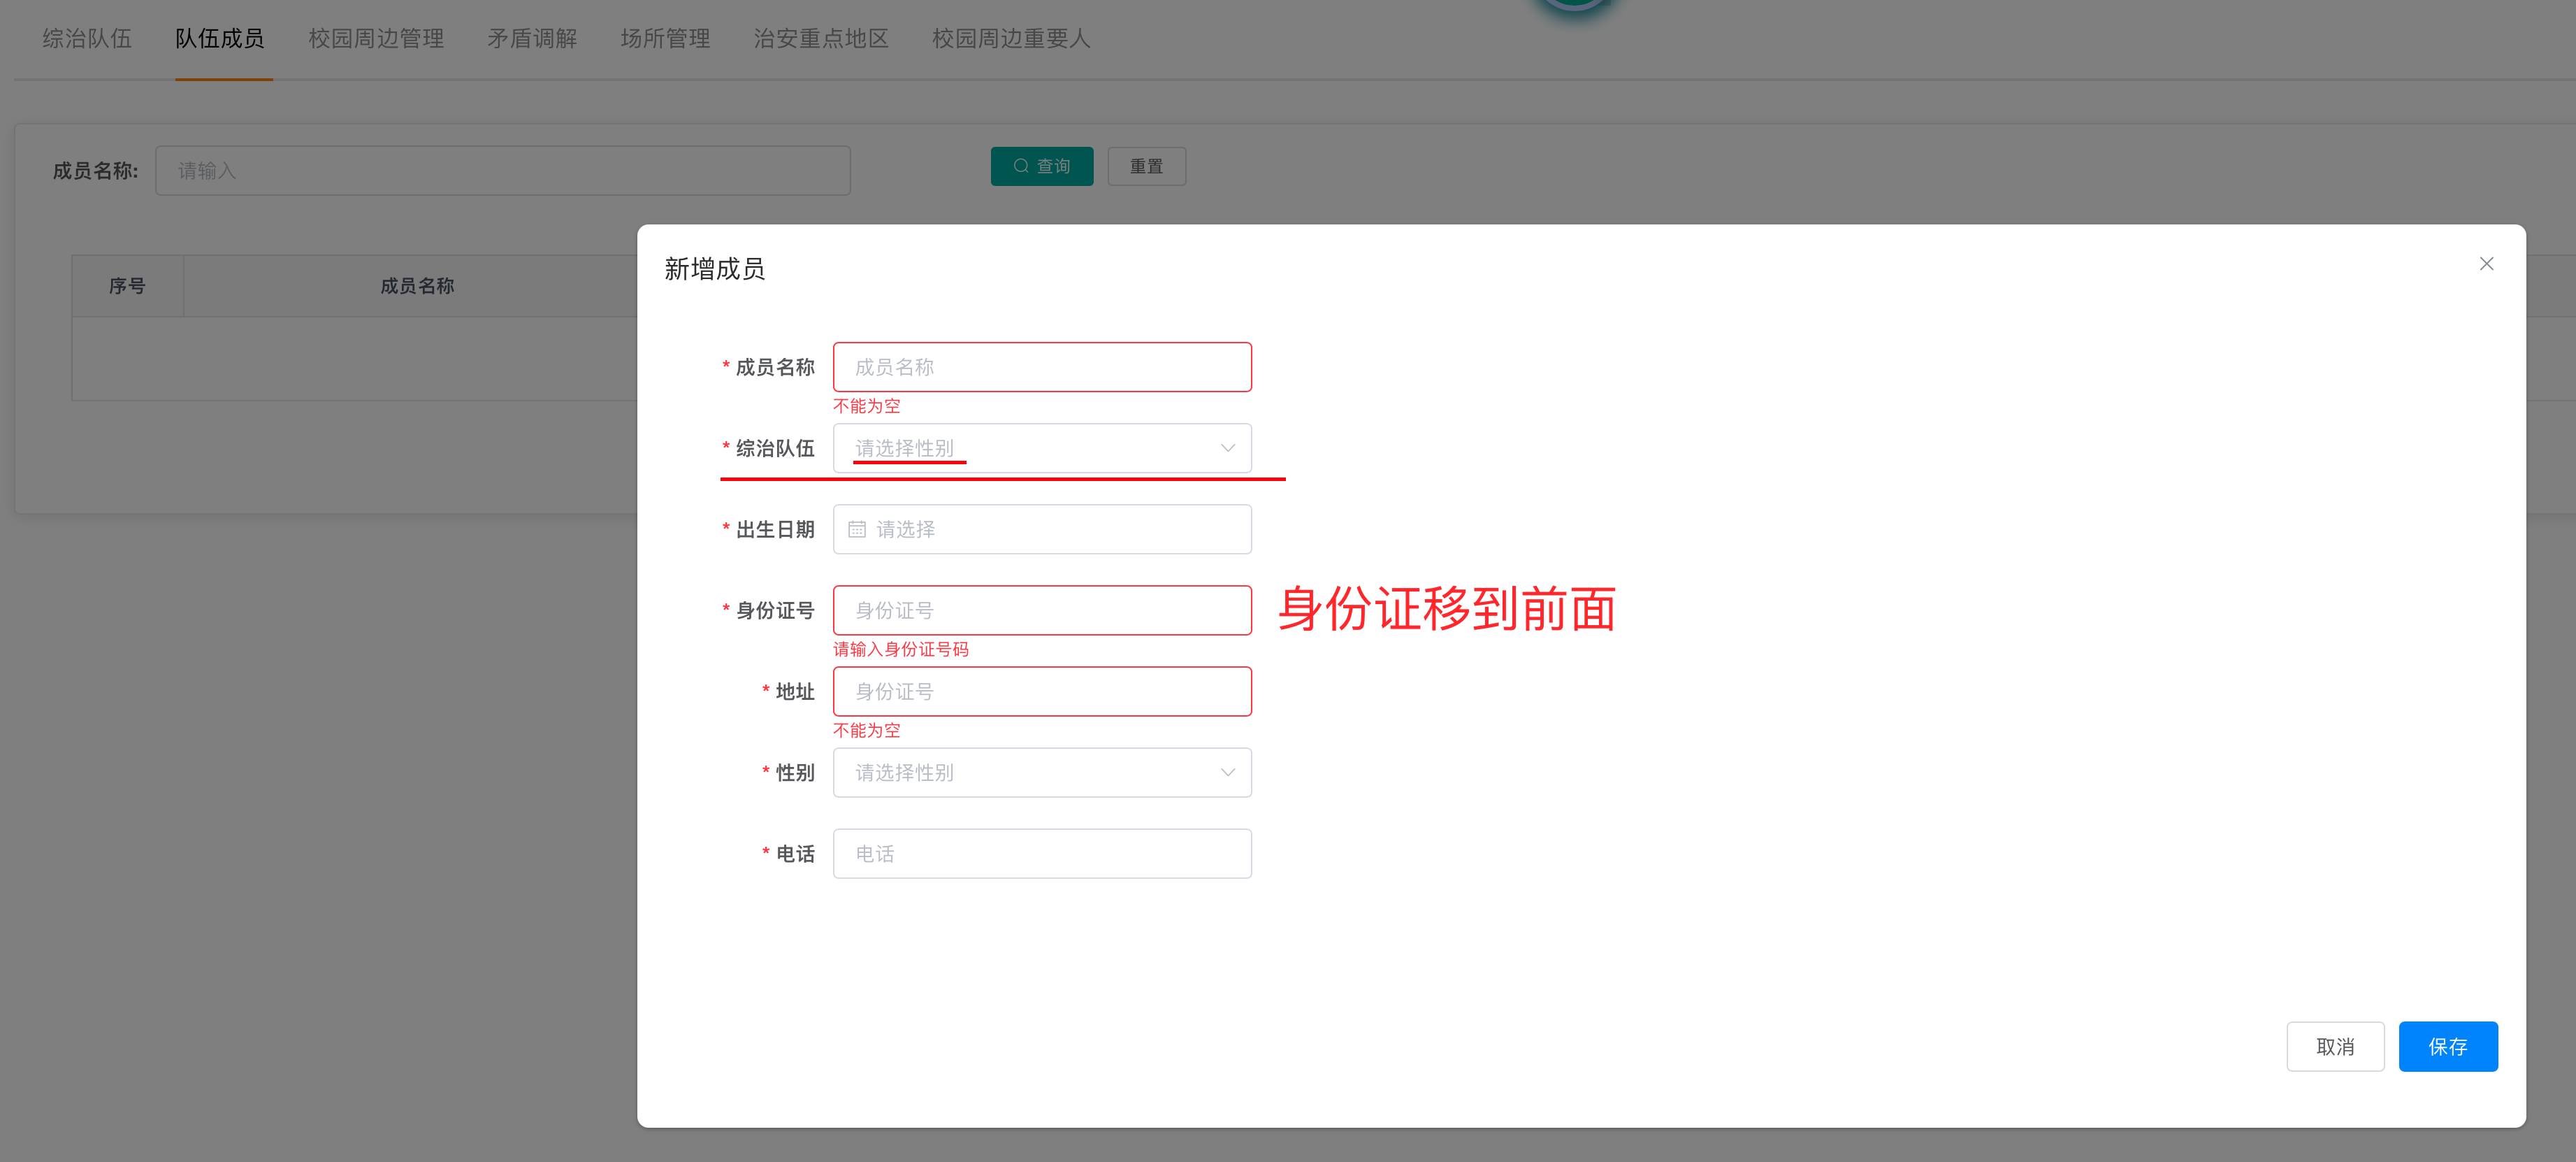 综治队伍 队伍成员 校园周边管理 矛盾调解 场所管理 治安重点地区 校园周边重要人
成员名称: 请输入 查询 重置
序号 成员名称
新增成员
* 成员名称 成员名称
不能为空
* 综治队伍 请选择性别
* 出生日期 请选择
* 身份证号 身份证号 身份证移到前面
请输入身份证号码
* 地址 身份证号
不能为空
* 性别 请选择性别
* 电话 电话
取消 保存